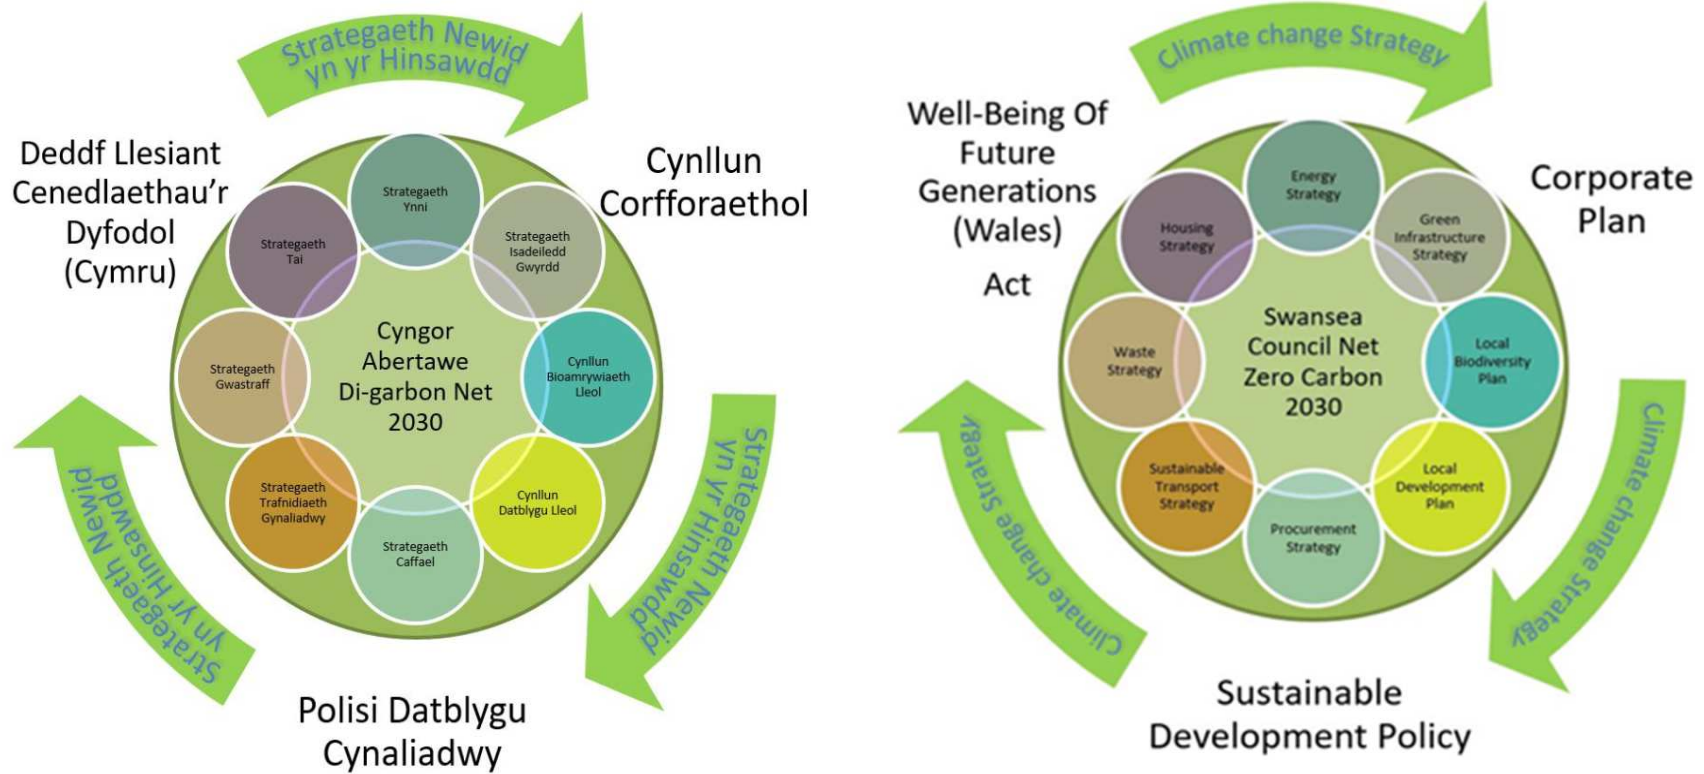 Strategaeth Newid
yn yr Hinsawdd
Deddf Llesiant
Cenedlaethau'r
Dyfodol
(Cymru)
Cynllun
Corfforaethol
Strategaeth
Ynni
Strategaeth
Isadeiledd
Gwyrdd
Strategaeth
Tai
Cyngor
Abertawe
Di-garbon Net
2030
Cynllun
Bioamrywiaeth
Lleol
Strategaeth
Gwastraff
Strategaeth
Trafnidiaeth
Gynaliadwy
Cynllun
Datblygu Lleol
Strategaeth
Caffael
Strategaeth Newid
yn yr Hinsawdd
Strategaeth Newid
yn yr Hinsawdd
Polisi Datblygu
Cynaliadwy
Climate change Strategy
Well-Being Of
Future
Generations
(Wales)
Act
Corporate
Plan
Energy
Strategy
Green
Infrastructure
Strategy
Housing
Strategy
Swansea
Council Net
Zero Carbon
2030
Local
Biodiversity
Plan
Waste
Strategy
Sustainable
Transport
Strategy
Local
Development
Plan
Procurement
Strategy
Climate change Strategy
Climate change Strategy
Sustainable
Development Policy